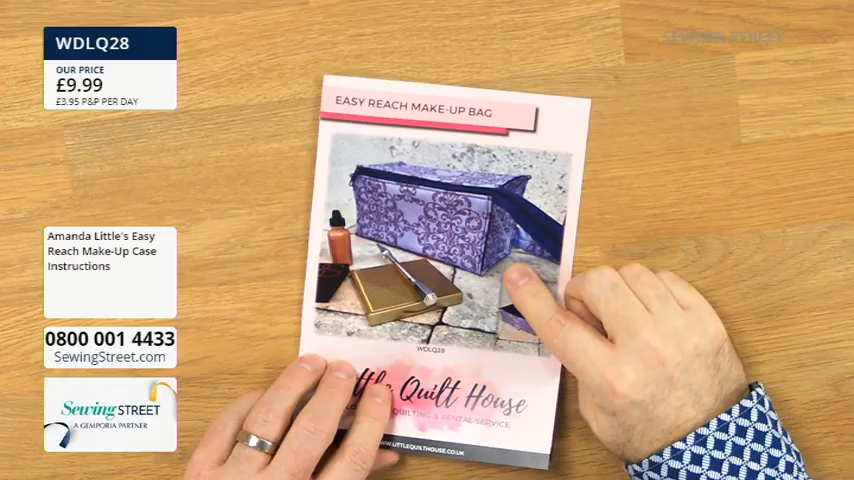 WDLQ28
OUR PRICE
£9.99
£3.95 P&P PER DAY
Amanda Little's Easy
Reach Make-Up Case
Instructions
0800 001 4433
SewingStreet.com
Sewing STREET
A GEMPORIA PARTNER
SEWING STREET
EASY REACH MAKE-UP BAG
WDLQ28
Quilt House
QUILTING & RENTAL SERVICE
WWW.LITTLEQUILTHOUSE.CO.UK